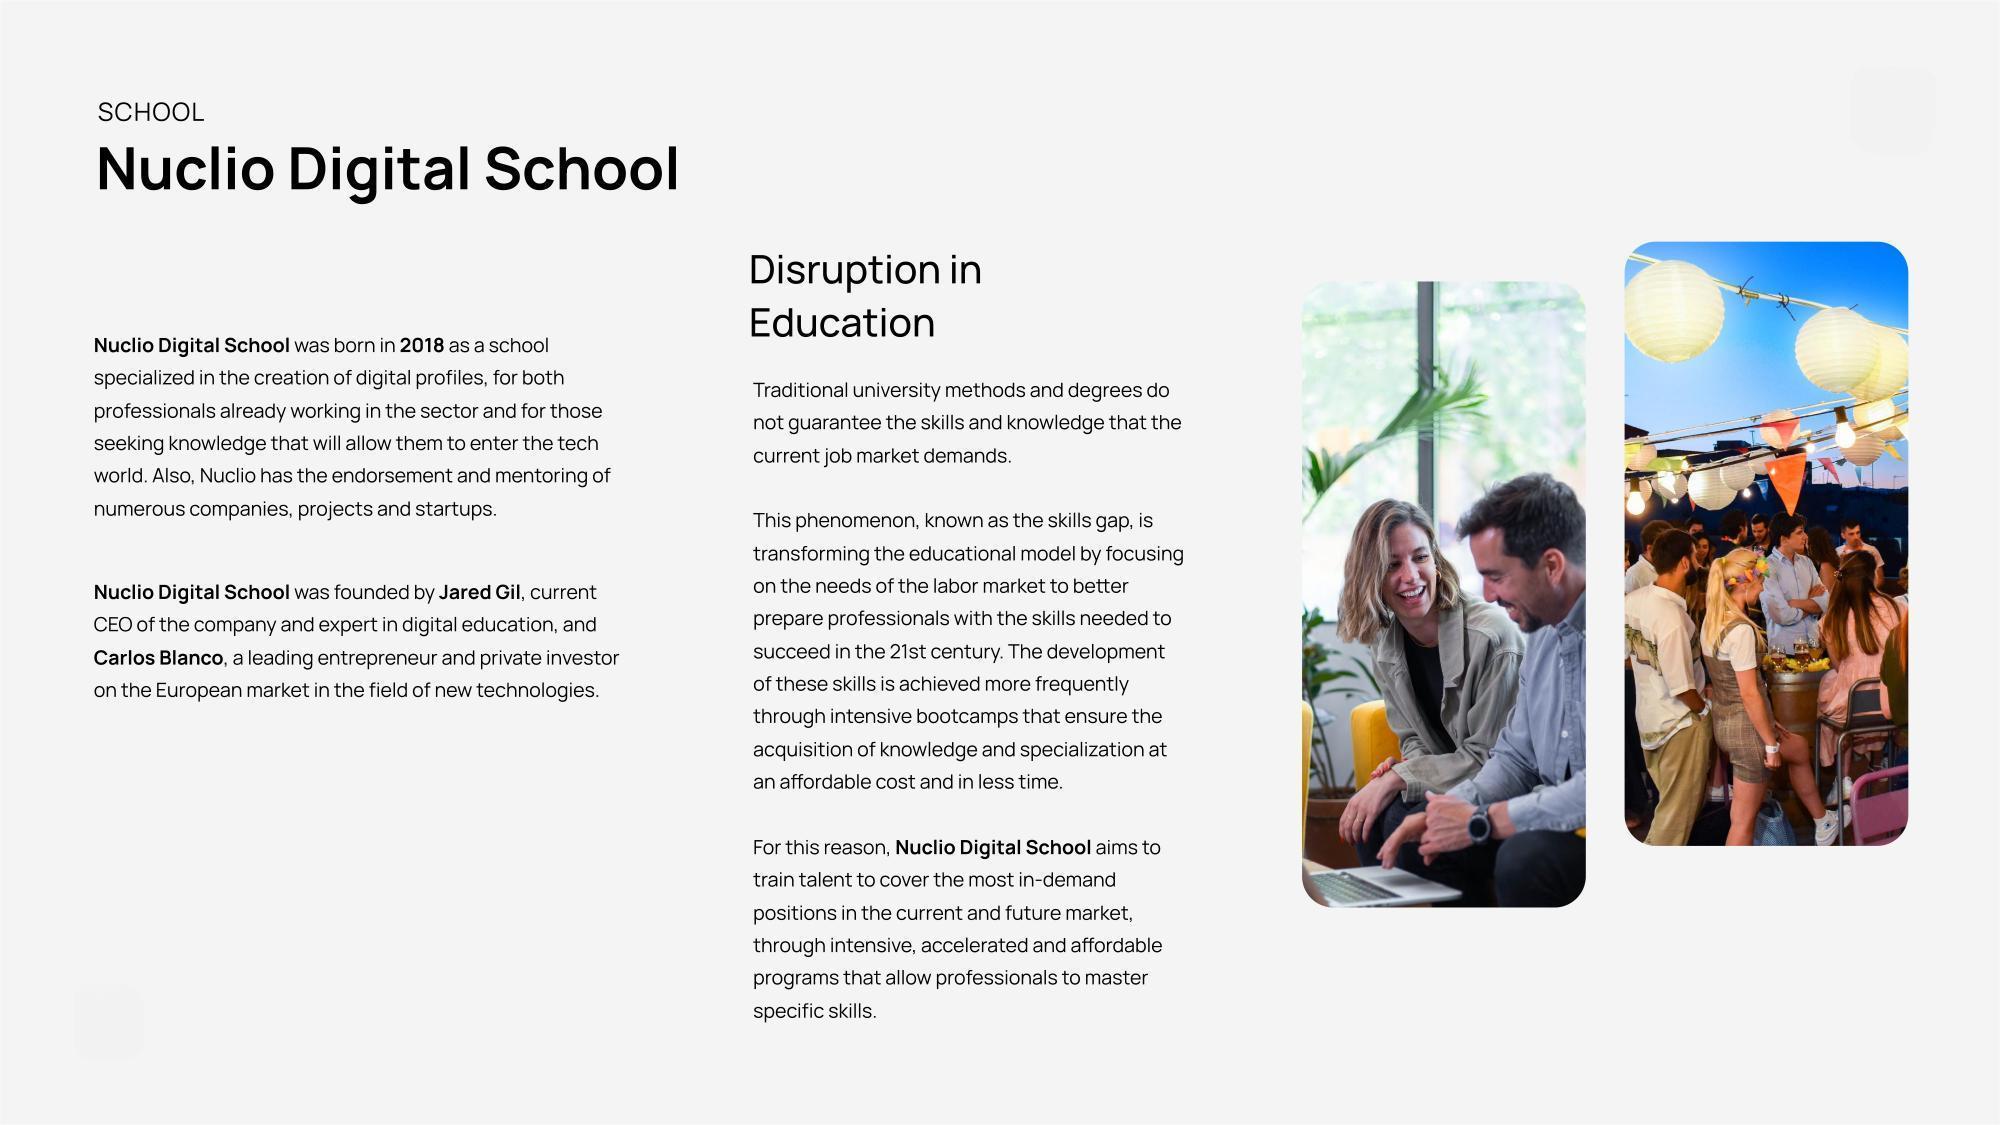 SCHOOL
Nuclio Digital School
Nuclio Digital School was born in 2018 as a school
specialized in the creation of digital profiles, for both
professionals already working in the sector and for those
seeking knowledge that will allow them to enter the tech
world. Also, Nuclio has the endorsement and mentoring of
numerous companies, projects and startups.
Nuclio Digital School was founded by Jared Gil, current
CEO of the company and expert in digital education, and
Carlos Blanco, a leading entrepreneur and private investor
on the European market in the field of new technologies.
Disruption in
Education
Traditional university methods and degrees do
not guarantee the skills and knowledge that the
current job market demands.
This phenomenon, known as the skills gap, is
transforming the educational model by focusing
on the needs of the labor market to better
prepare professionals with the skills needed to
succeed in the 21st century. The development
of these skills is achieved more frequently
through intensive bootcamps that ensure the
acquisition of knowledge and specialization at
an affordable cost and in less time.
For this reason, Nuclio Digital School aims to
train talent to cover the most in-demand
positions in the current and future market,
through intensive, accelerated and affordable
programs that allow professionals to master
specific skills.